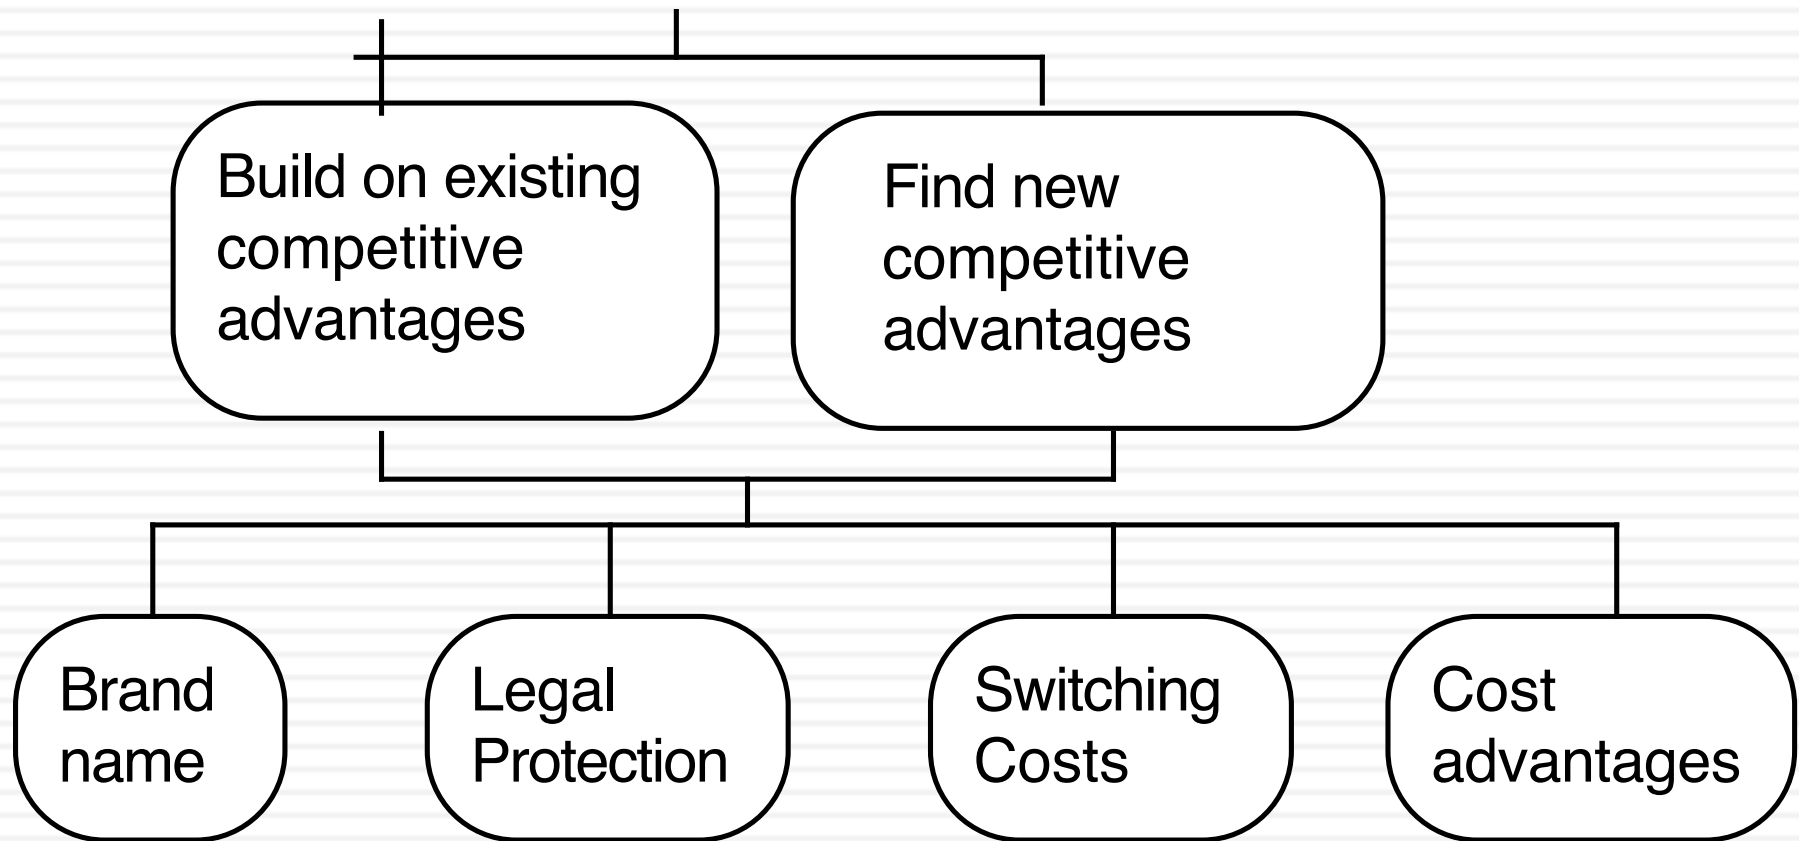 Build on existing
competitive
advantages
Find new
competitive
advantages
Brand
name
Legal
Protection
Switching
Costs
Cost
advantages